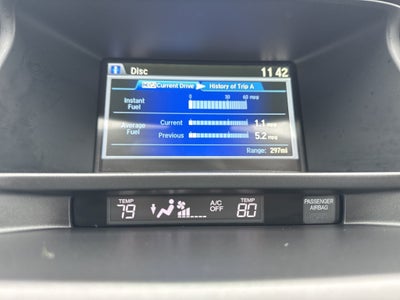 Disc 11 42
Current Drive History of Trip A
Instant Fuel 0 30 60 mpg
Average Fuel
Current 1.1 mpg
Previous 5.2 mpg
Range: 297mi
TEMP 79 A/C OFF TEMP 80 PASSENGER AIRBAG